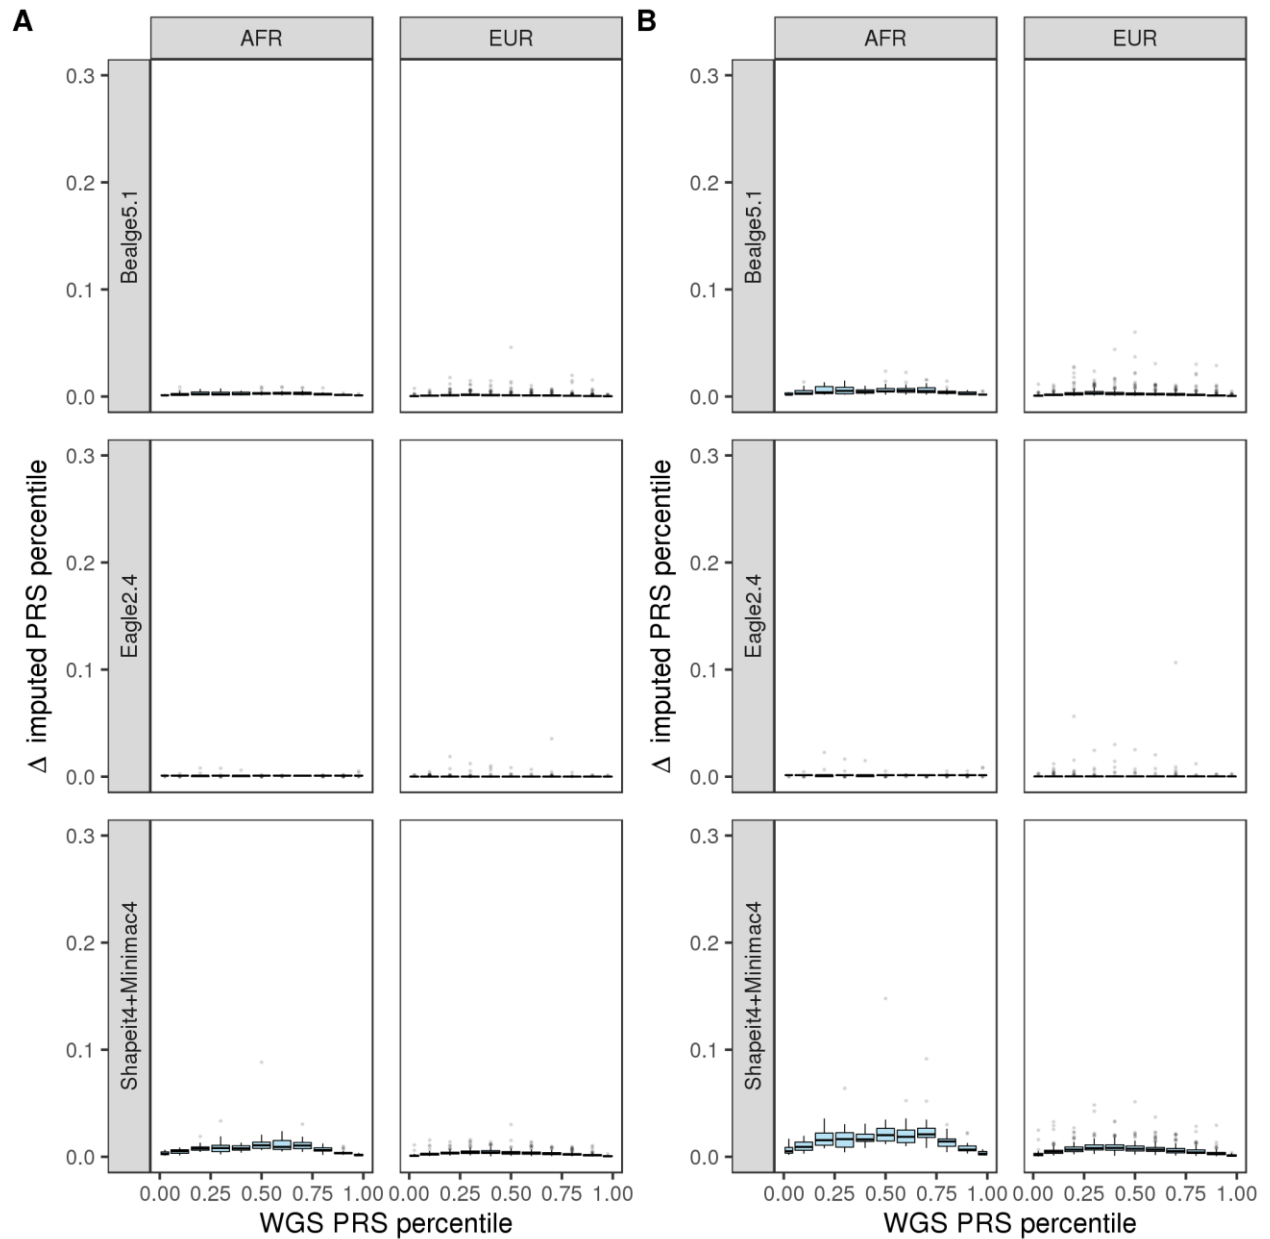 A
AFR
EUR
B
AFR
EUR
Δ imputed PRS percentile
Bealge5.1
0.3
0.2
0.1
0.0
Eagle2.4
0.3
0.2
0.1
0.0
Shapeit4+Minimac4
0.3
0.2
0.1
0.0
0.00 0.25 0.50 0.75 1.00
0.00 0.25 0.50 0.75 1.00
WGS PRS percentile
Δ imputed PRS percentile
Bealge5.1
0.3
0.2
0.1
0.0
Eagle2.4
0.3
0.2
0.1
0.0
Shapeit4+Minimac4
0.3
0.2
0.1
0.0
0.00 0.25 0.50 0.75 1.00
0.00 0.25 0.50 0.75 1.00
WGS PRS percentile